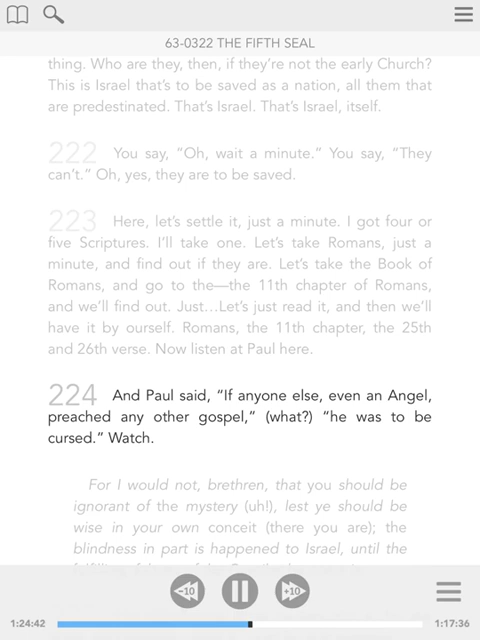 63-0322 THE FIFTH SEAL
thing. Who are they, then, if they’re not the early Church?
This is Israel that’s to be saved as a nation, all them that
are predestinated. That’s Israel. That’s Israel, itself.
222 You say, “Oh, wait a minute.” You say, “They
can’t.” Oh, yes, they are to be saved.
223 Here, let’s settle it, just a minute. I got four or
five Scriptures. I’ll take one. Let’s take Romans, just a
minute, and find out if they are. Let’s take the Book of
Romans, and go to the—the 11th chapter of Romans,
and we’ll find out. Just…Let’s just read it, and then we’ll
have it by ourself. Romans, the 11th chapter, the 25th
and 26th verse. Now listen at Paul here.
224 And Paul said, “If anyone else, even an Angel,
preached any other gospel,” (what?) “he was to be
cursed.” Watch.
For I would not, brethren, that you should be
ignorant of the mystery (uh!), lest ye should be
wise in your own conceit (there you are); the
blindness in part is happened to Israel, until the
-10
+10
1:24:42
1:17:36